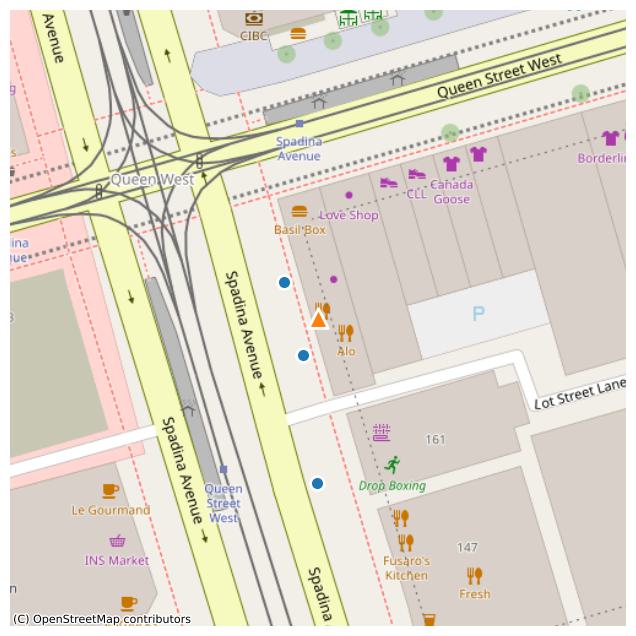 Avenue
CIBC
Queen Street West
Spadina
Avenue
Queen West
Borderlin
Canada
Goose
CLL
Love Shop
Basil Box
ina
nue
Spadina Avenue
P
Alo
Lot Street Lane
161
Drop Boxing
Spadina Avenue
Queen
Street
West
Le Gourmand
INS Market
147
Fusaro's
Kitchen
Fresh
Spadina
(C) OpenStreetMap contributors